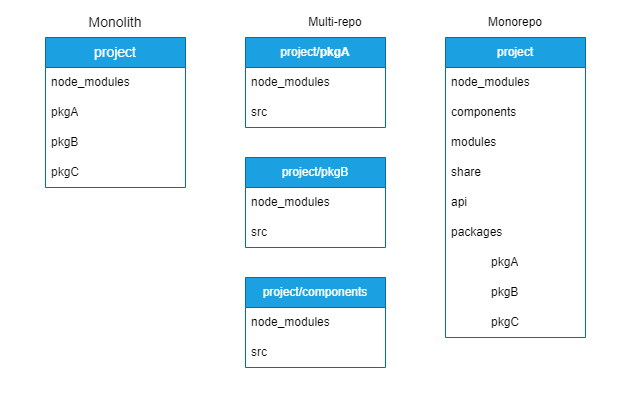 Monolith
project
node_modules
pkgA
pkgB
pkgC
Multi-repo
project/pkgA
node_modules
src
project/pkgB
node_modules
src
project/components
node_modules
src
Monorepo
project
node_modules
components
modules
share
api
packages
pkgA
pkgB
pkgC